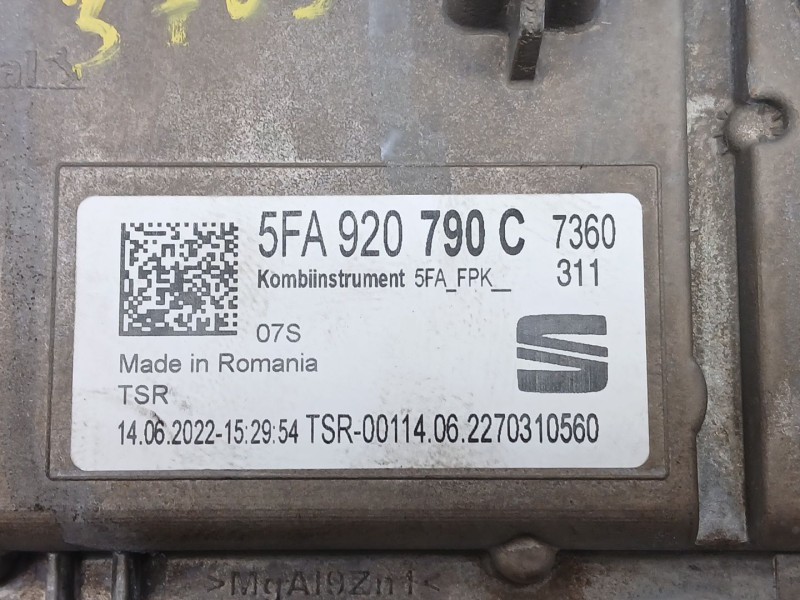 5FA 920 790 C 7360
Kombiinstrument 5FA_FPK__ 311
07S
Made in Romania
TSR
14.06.2022-15:29:54 TSR-00114.06.2270310560
>MgAl9Zn1<